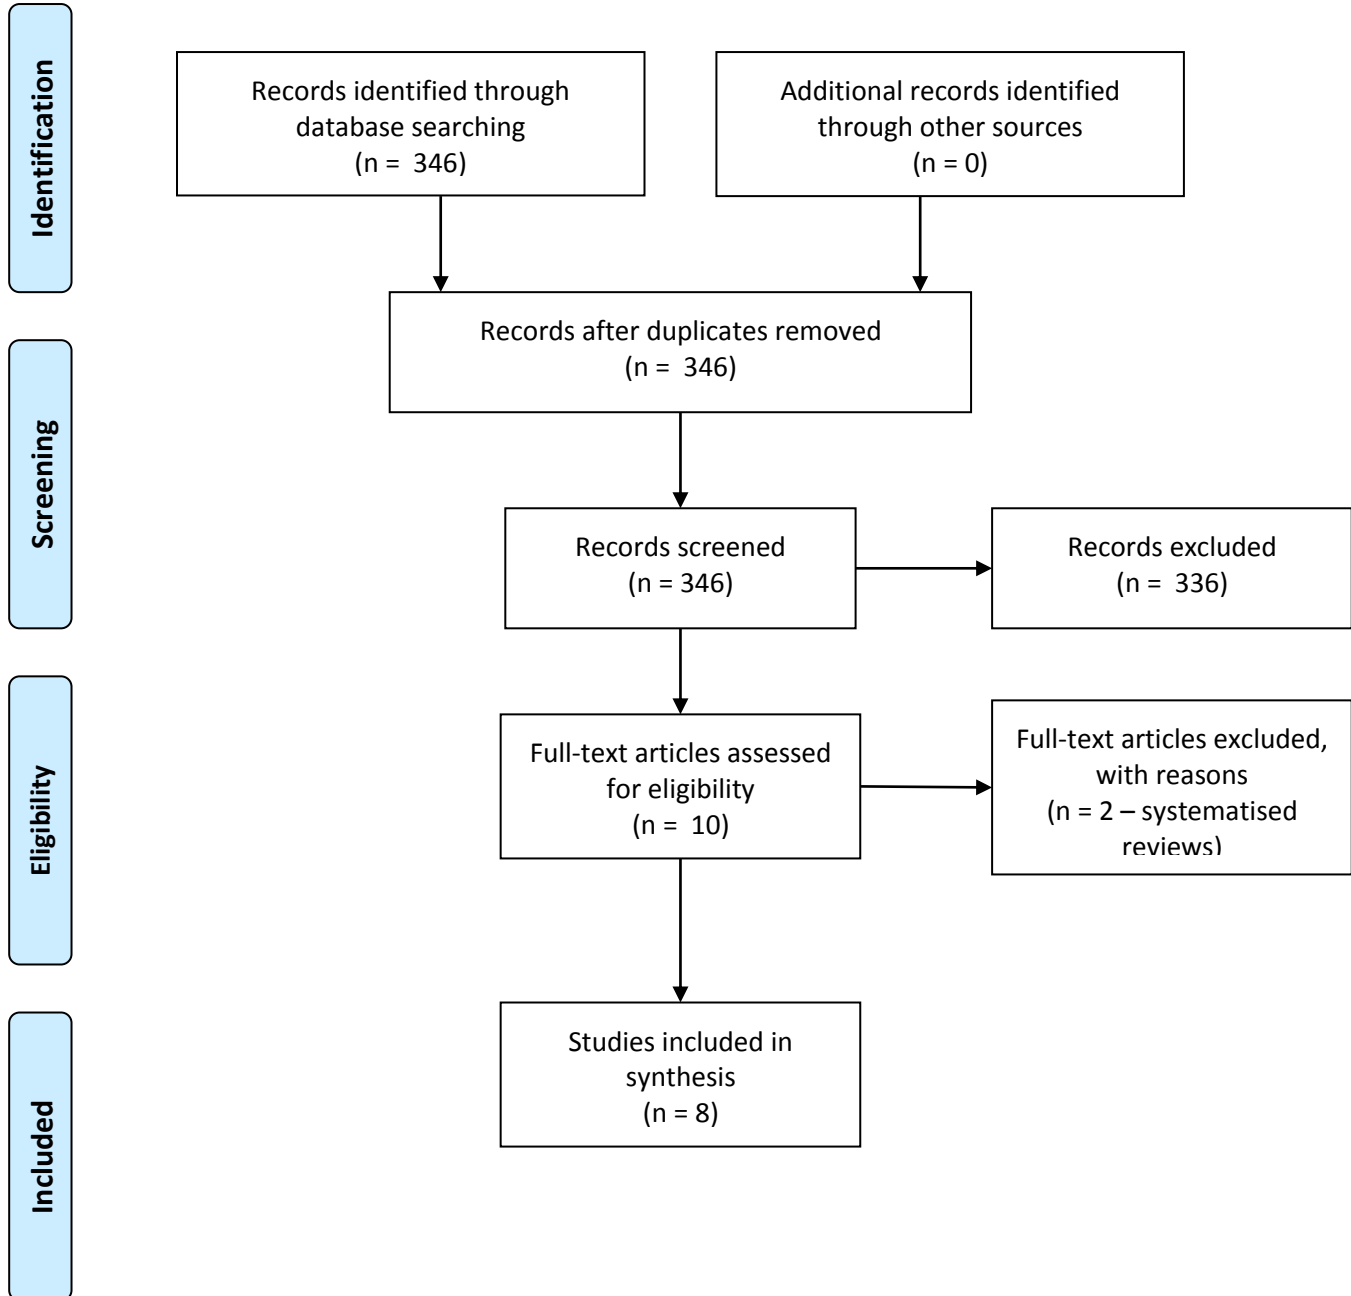 Identification
Records identified through
database searching
(n =  346)
Additional records identified
through other sources
(n = 0)
Records after duplicates removed
(n =  346)
Screening
Records screened
(n = 346)
Records excluded
(n =  336)
Eligibility
Full-text articles assessed
for eligibility
(n =  10)
Full-text articles excluded,
with reasons
(n = 2 – systematised
reviews)
Included
Studies included in
synthesis
(n = 8)